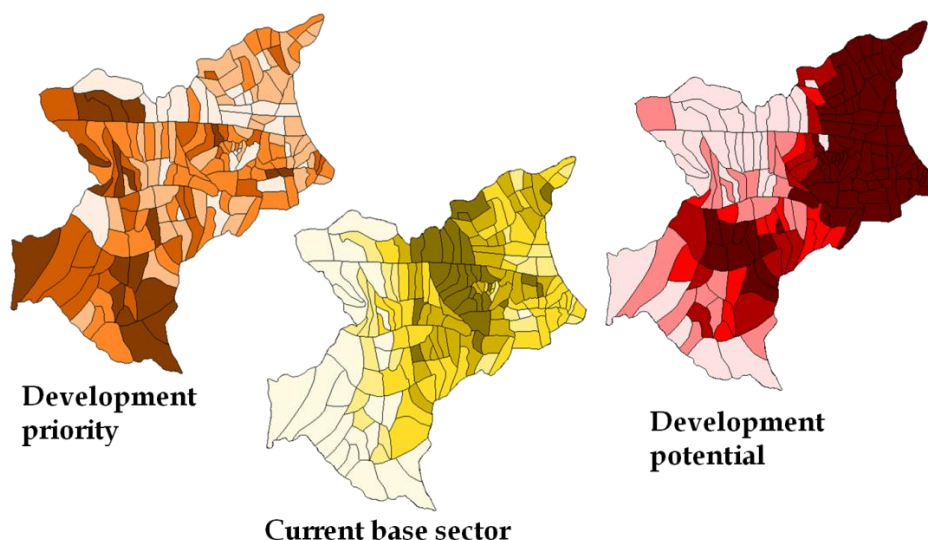 Development
priority
Current base sector
Development
potential